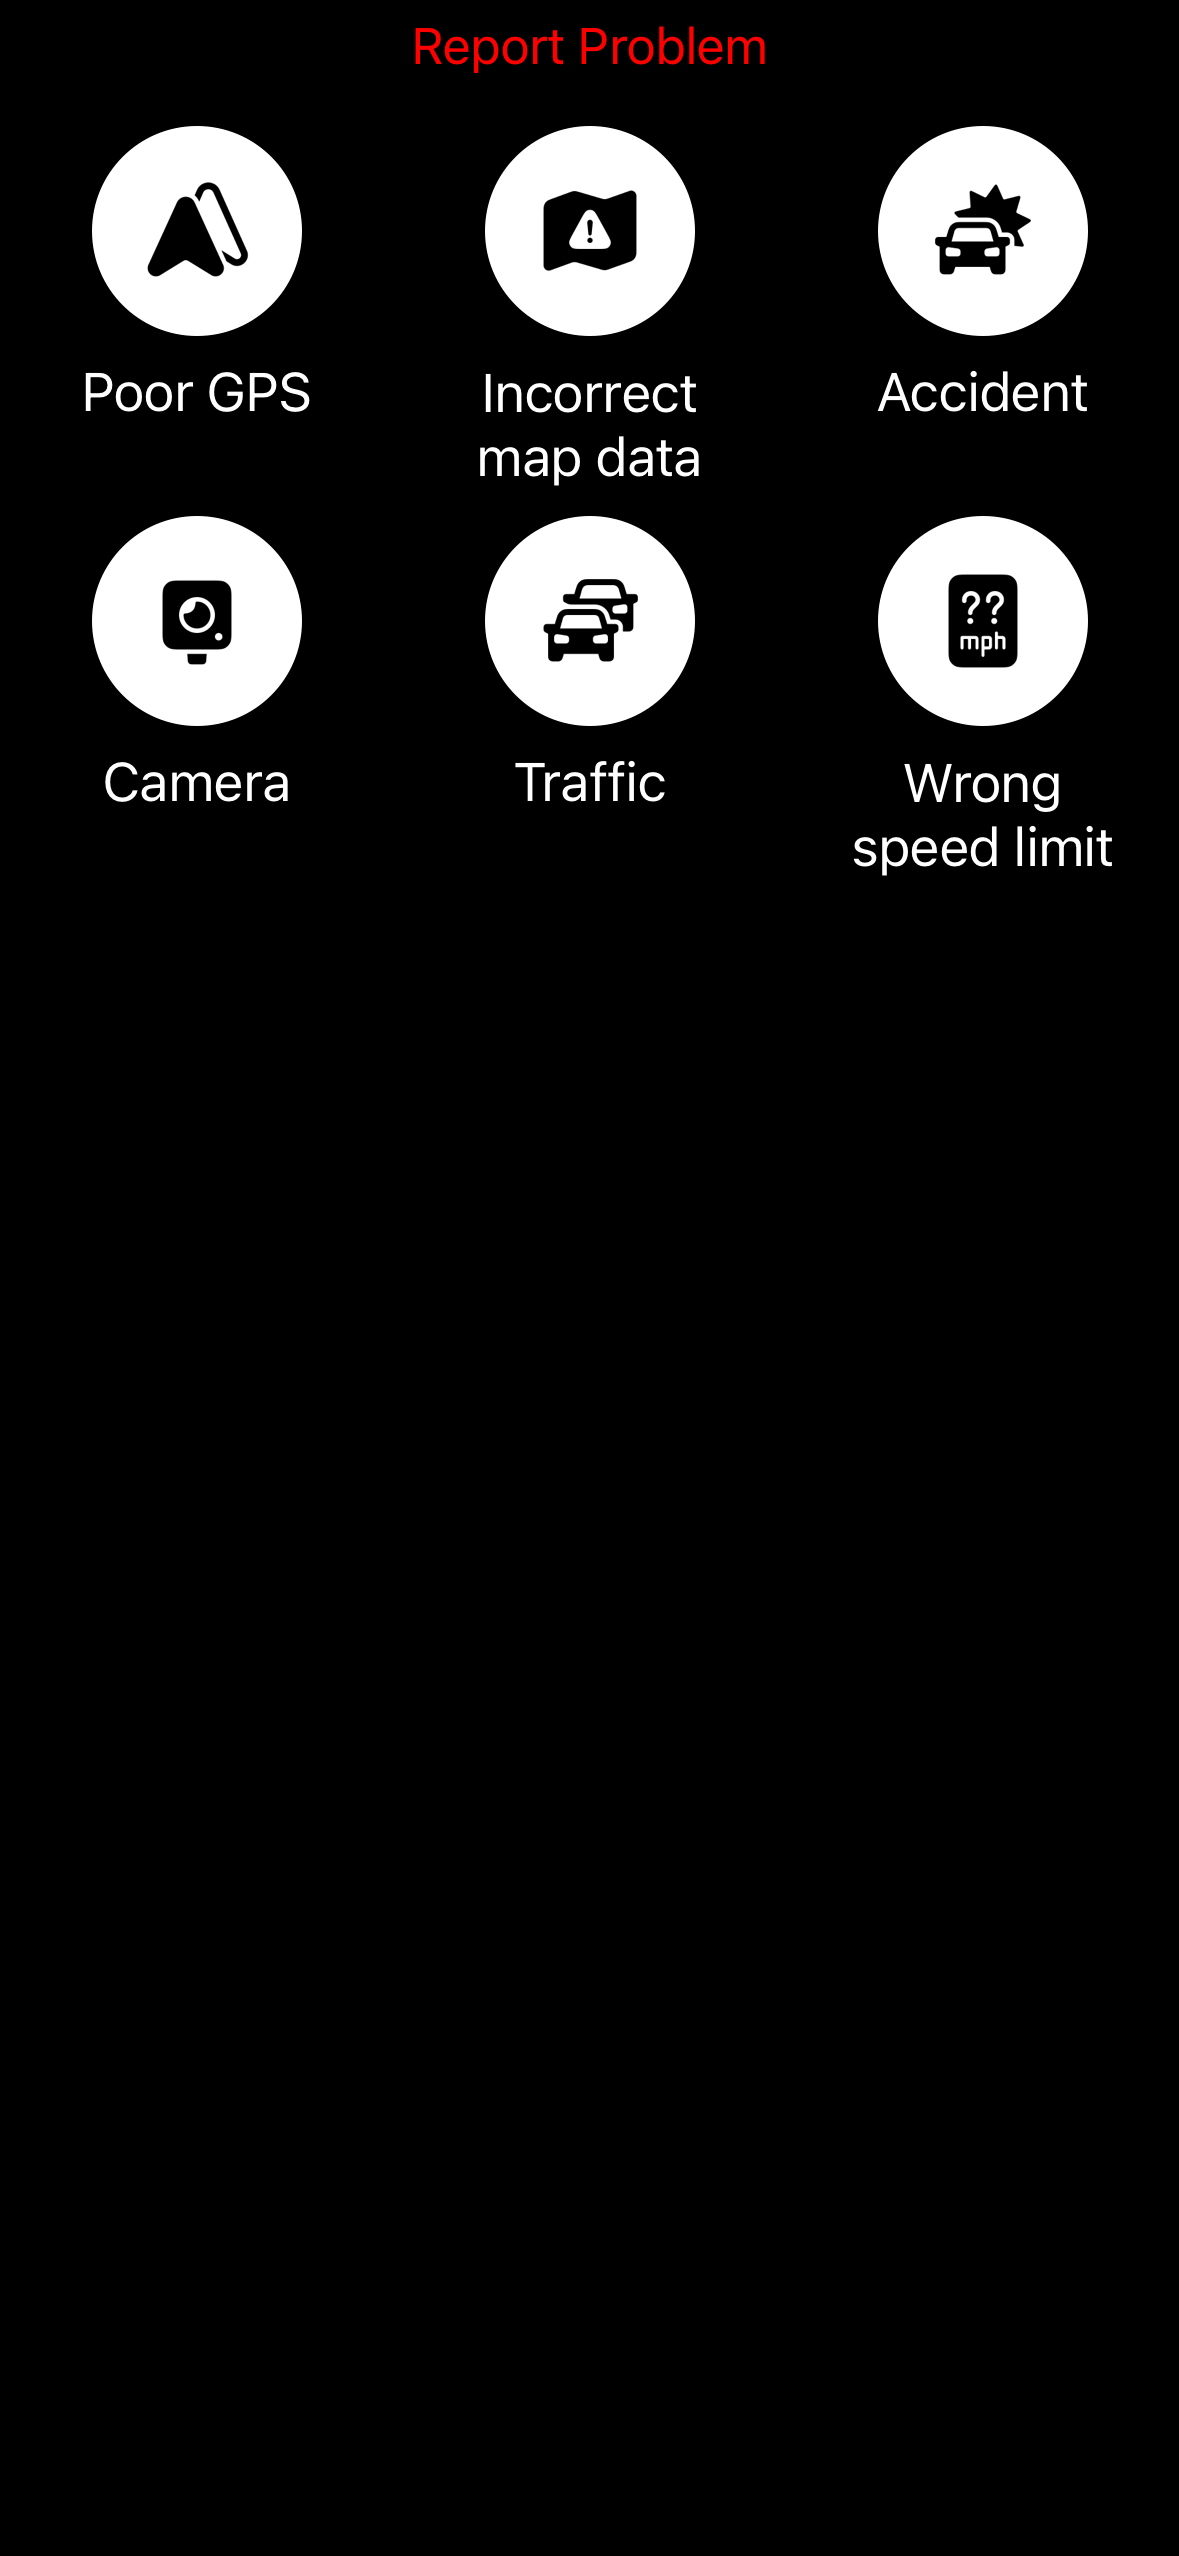 Report Problem
Poor GPS
Incorrect
map data
Accident
Camera
Traffic
??
mph
Wrong
speed limit